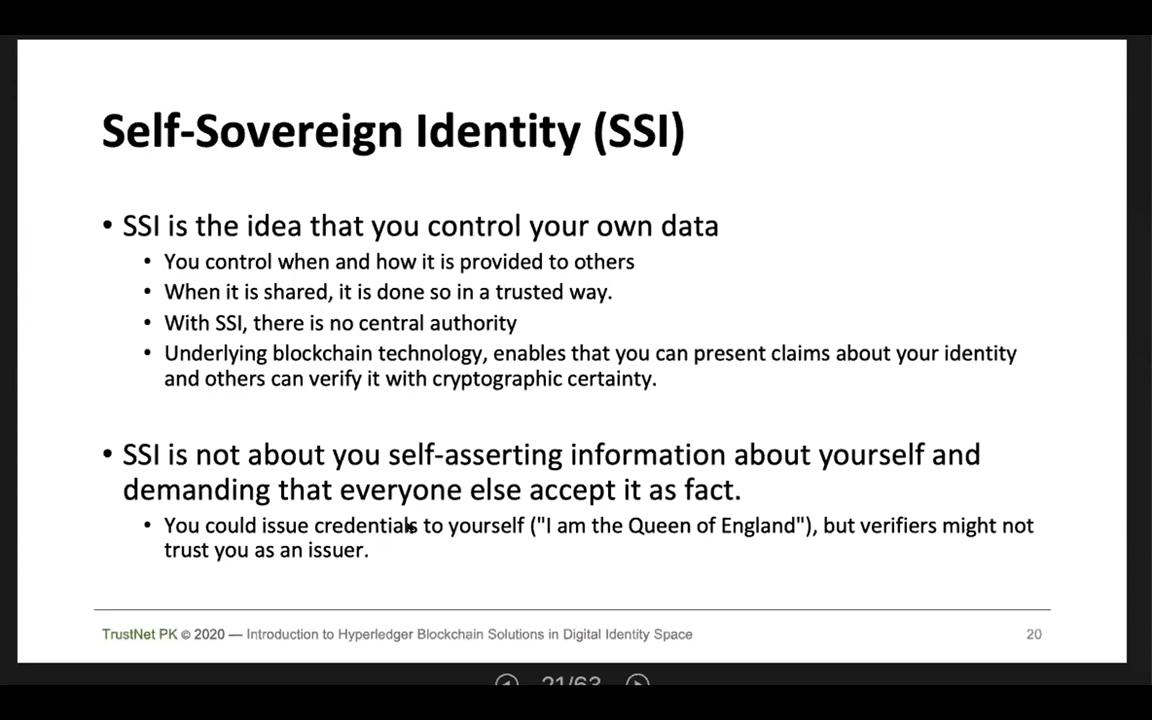 Self-Sovereign Identity (SSI)
• SSI is the idea that you control your own data
• You control when and how it is provided to others
• When it is shared, it is done so in a trusted way.
• With SSI, there is no central authority
• Underlying blockchain technology, enables that you can present claims about your identity
and others can verify it with cryptographic certainty.
• SSI is not about you self-asserting information about yourself and
demanding that everyone else accept it as fact.
• You could issue credentials to yourself ("I am the Queen of England"), but verifiers might not
trust you as an issuer.
TrustNet PK © 2020 — Introduction to Hyperledger Blockchain Solutions in Digital Identity Space 20
21/63